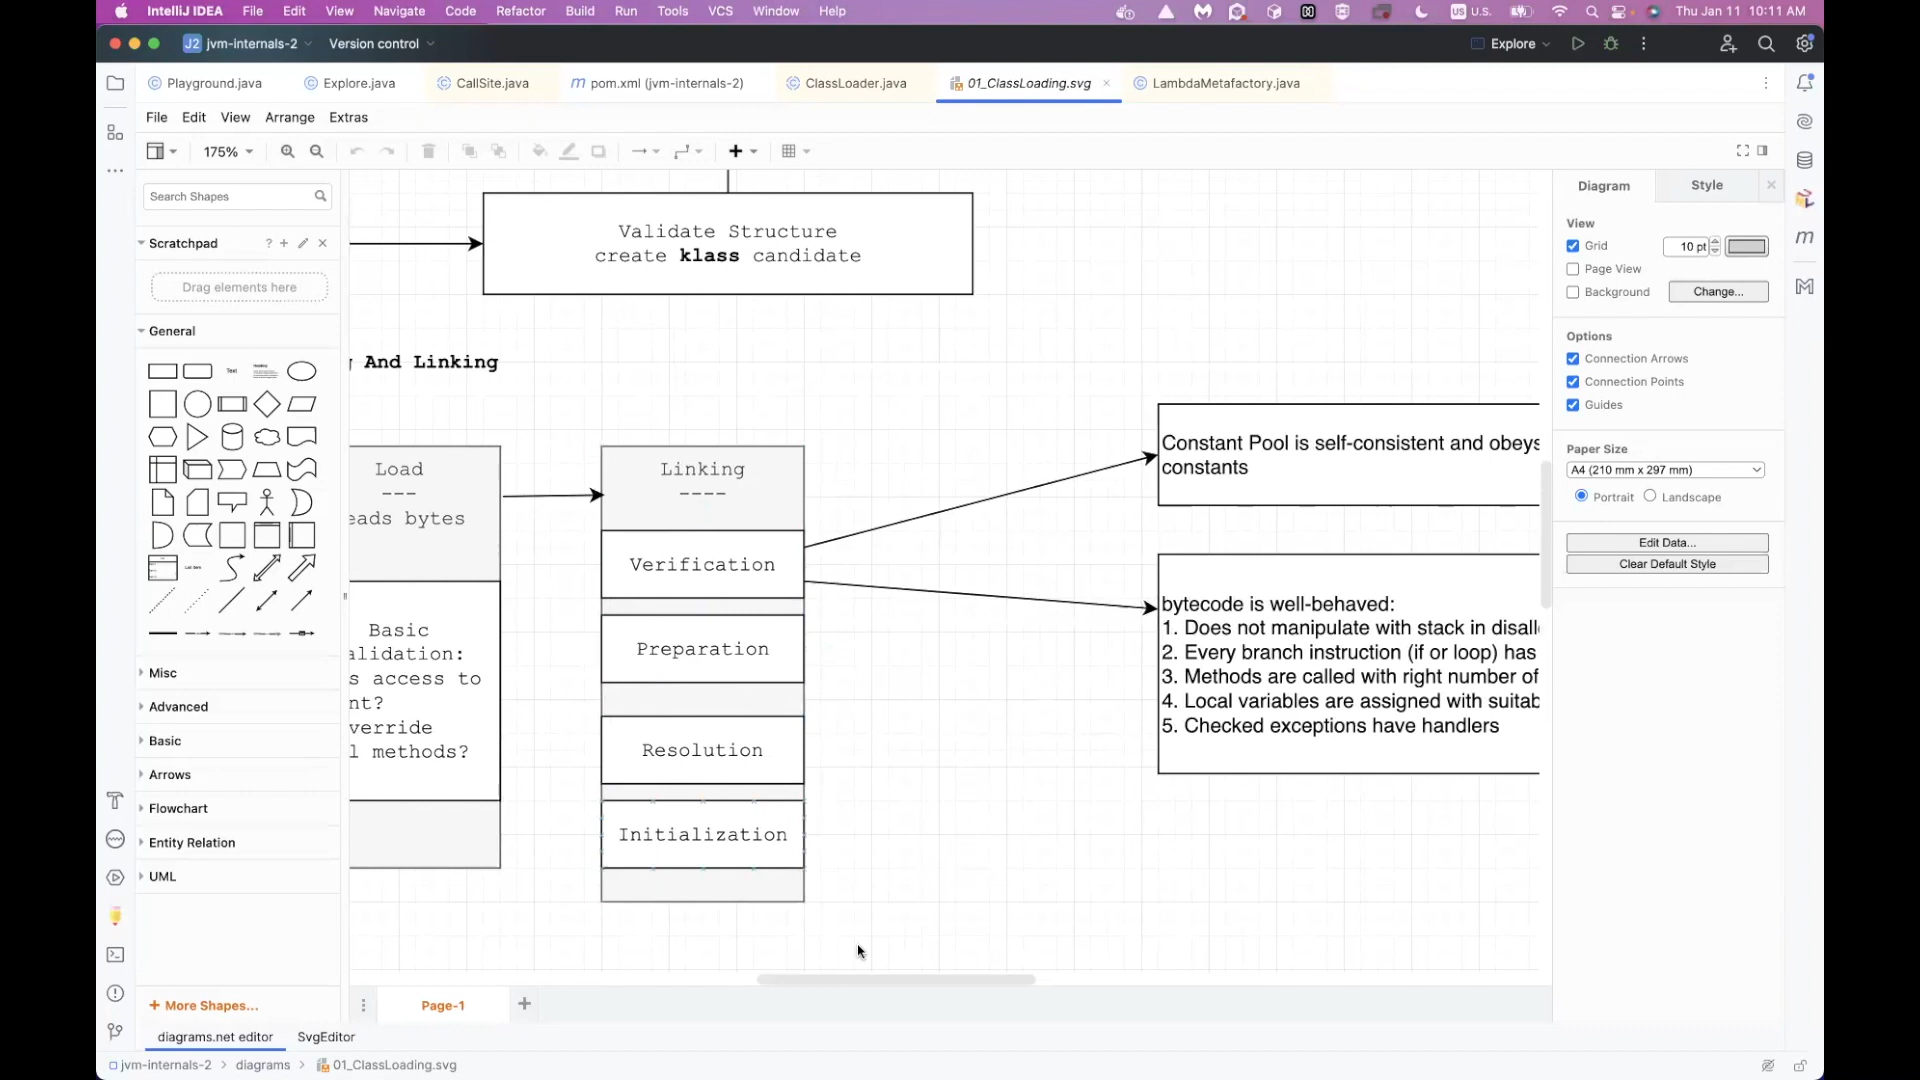 IntelliJ IDEA File Edit View Navigate Code Refactor Build Run Tools VCS Window Help
U.S.
Thu Jan 11 10:11 AM
J2 jvm-internals-2 Version control
Explore
Playground.java
Explore.java
CallSite.java
pom.xml (jvm-internals-2)
ClassLoader.java
01_ClassLoading.svg
LambdaMetafactory.java
File Edit View Arrange Extras
175%
Search Shapes
Scratchpad
Drag elements here
General
Text
Heading
List Item
Misc
Advanced
Basic
Arrows
Flowchart
Entity Relation
UML
+ More Shapes...
Validate Structure
create klass candidate
g And Linking
Load
---
eads bytes
Basic
alidation:
s access to
nt?
verride
l methods?
Linking
----
Verification
Preparation
Resolution
Initialization
Constant Pool is self-consistent and obeys
constants
bytecode is well-behaved:
1. Does not manipulate with stack in disall
2. Every branch instruction (if or loop) has
3. Methods are called with right number of
4. Local variables are assigned with suitab
5. Checked exceptions have handlers
Page-1
Diagram
Style
View
Grid
10 pt
Page View
Background
Change...
Options
Connection Arrows
Connection Points
Guides
Paper Size
A4 (210 mm x 297 mm)
Portrait
Landscape
Edit Data...
Clear Default Style
diagrams.net editor
SvgEditor
jvm-internals-2 > diagrams > 01_ClassLoading.svg